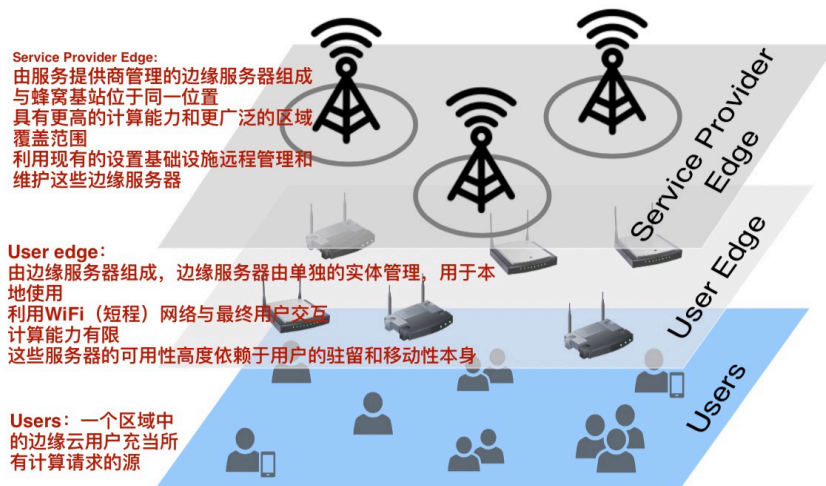 Service Provider Edge:
由服务提供商管理的边缘服务器组成
与蜂窝基站位于同一位置
具有更高的计算能力和更广泛的区域
覆盖范围
利用现有的设置基础设施远程管理和
维护这些边缘服务器
Service Provider
Edge
User edge：
由边缘服务器组成，边缘服务器由单独的实体管理，用于本
地使用
利用WiFi（短程）网络与最终用户交互
计算能力有限
这些服务器的可用性高度依赖于用户的驻留和移动性本身
User Edge
Users：一个区域中
的边缘云用户充当所
有计算请求的源
Users